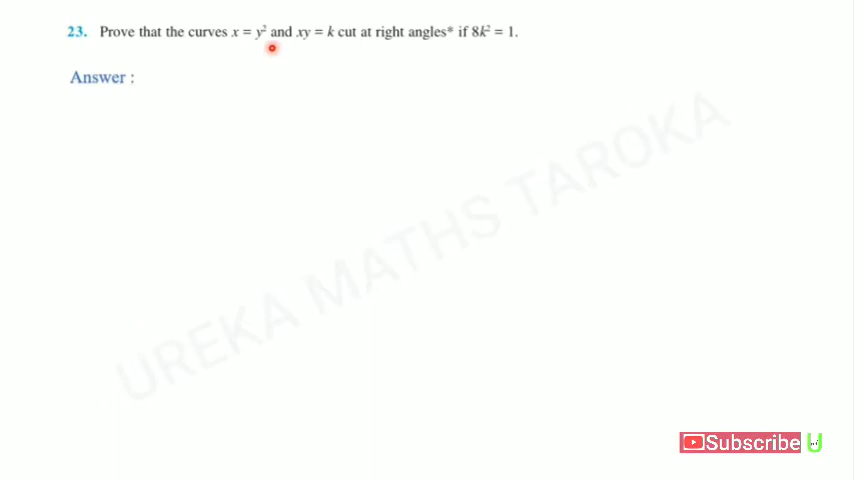 23. Prove that the curves x = y² and xy = k cut at right angles* if 8k² = 1.
Answer :
UREKA MATHS TAROKA
Subscribe